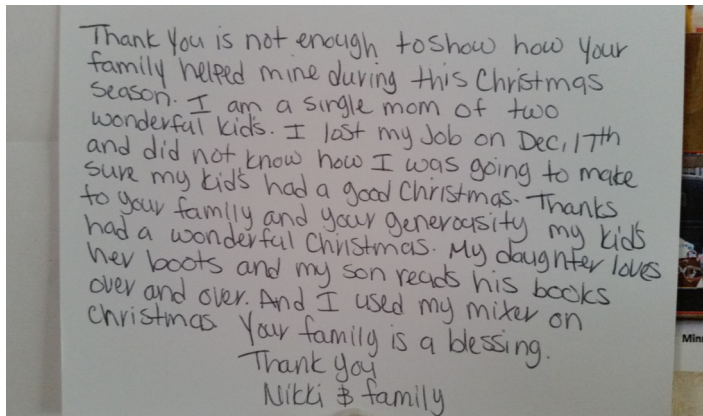 Thank You is not enough to show how your
family helped mine during this Christmas
season. I am a single mom of two
wonderful kids. I lost my Job on Dec, 17th
and did not know how I was going to make
sure my kids had a good Christmas. Thanks
to your family and your generousity my kids
had a wonderful Christmas. My daughter loves
her boots and my son reads his books
over and over. And I used my mixer on
Christmas Your family is a blessing.
Thank you
Nikki & family
Minn